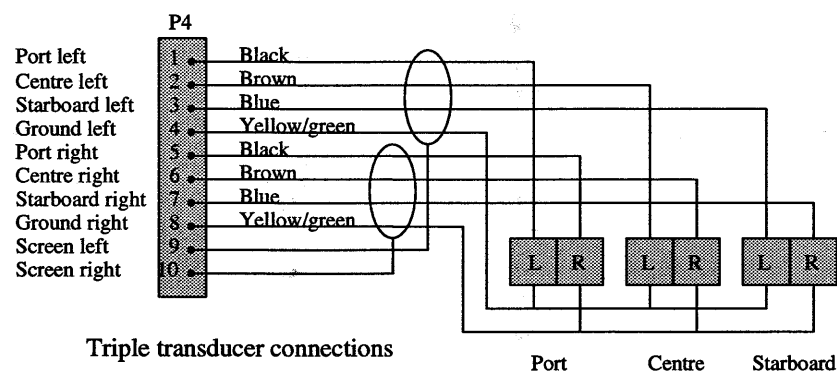 P4
Port left 1 Black
Centre left 2 Brown
Starboard left 3 Blue
Ground left 4 Yellow/green
Port right 5 Black
Centre right 6 Brown
Starboard right 7 Blue
Ground right 8 Yellow/green
Screen left 9
Screen right 10
L R L R L R
Triple transducer connections
Port Centre Starboard